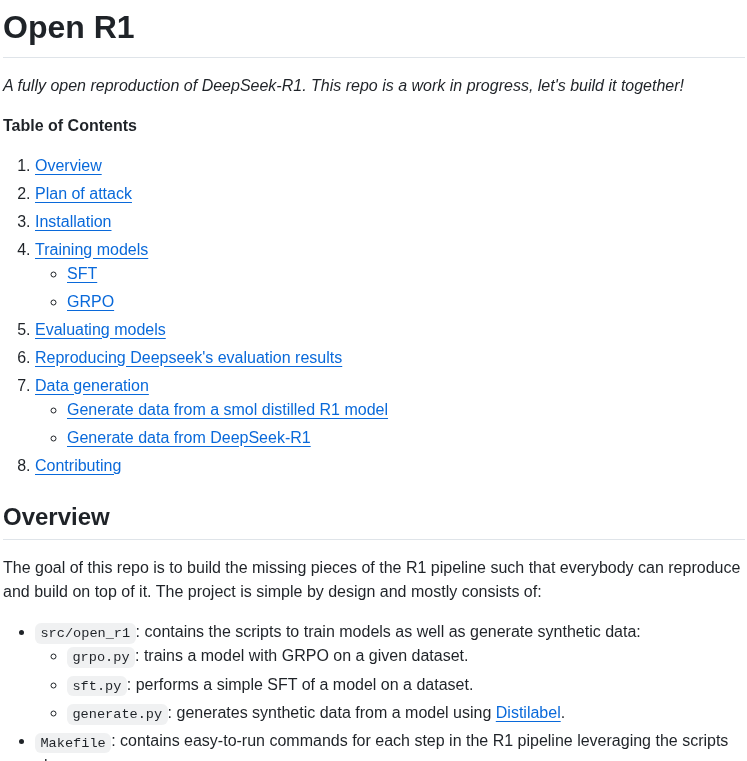 Open R1
A fully open reproduction of DeepSeek-R1. This repo is a work in progress, let's build it together!
Table of Contents
1. Overview
2. Plan of attack
3. Installation
4. Training models
SFT
GRPO
5. Evaluating models
6. Reproducing Deepseek's evaluation results
7. Data generation
Generate data from a smol distilled R1 model
Generate data from DeepSeek-R1
8. Contributing
Overview
The goal of this repo is to build the missing pieces of the R1 pipeline such that everybody can reproduce
and build on top of it. The project is simple by design and mostly consists of:
src/open_r1: contains the scripts to train models as well as generate synthetic data:
grpo.py: trains a model with GRPO on a given dataset.
sft.py: performs a simple SFT of a model on a dataset.
generate.py: generates synthetic data from a model using Distilabel.
Makefile: contains easy-to-run commands for each step in the R1 pipeline leveraging the scripts